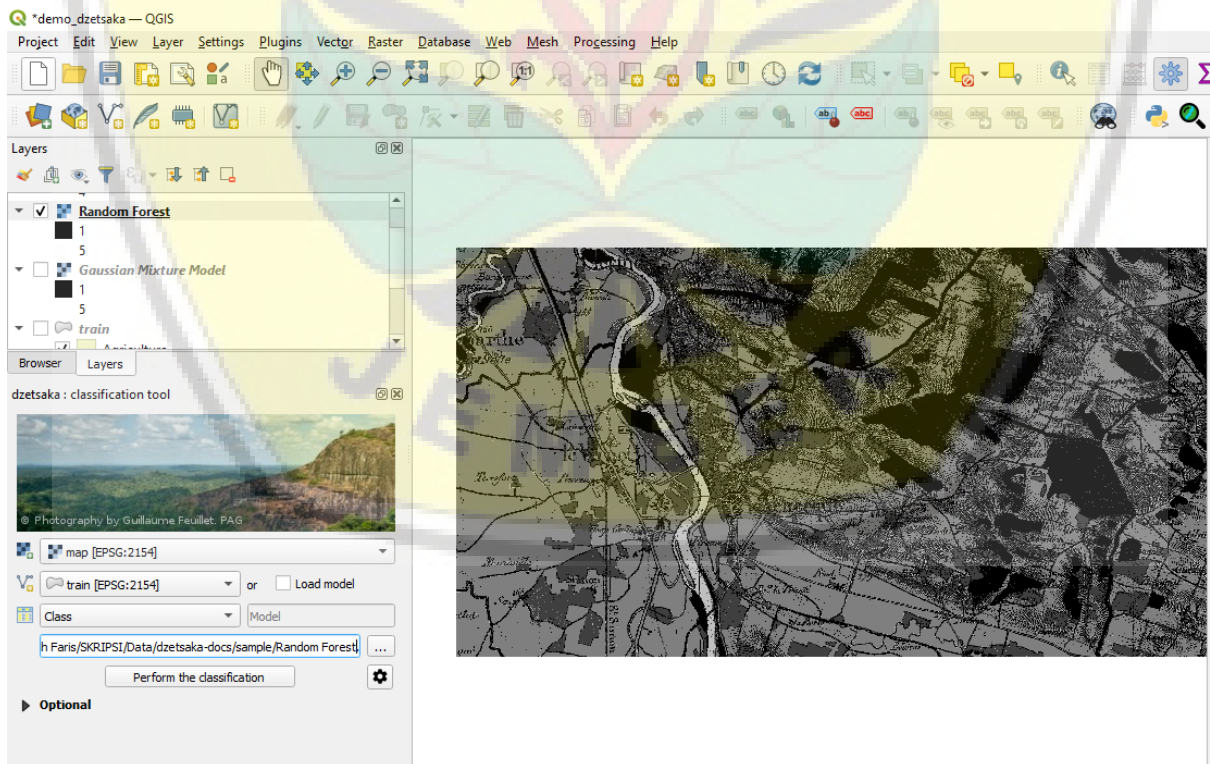 *demo_dzetsaka — QGIS
Project Edit View Layer Settings Plugins Vector Raster Database Web Mesh Processing Help
Layers
Random Forest
1
5
Gaussian Mixture Model
1
5
train
Agriculture
Browser Layers
dzetsaka : classification tool
© Photography by Guillaume Feuillet. PAG
map [EPSG:2154]
train [EPSG:2154] or Load model
Class Model
h Faris/SKRIPSI/Data/dzetsaka-docs/sample/Random Forest. ...
Perform the classification
Optional